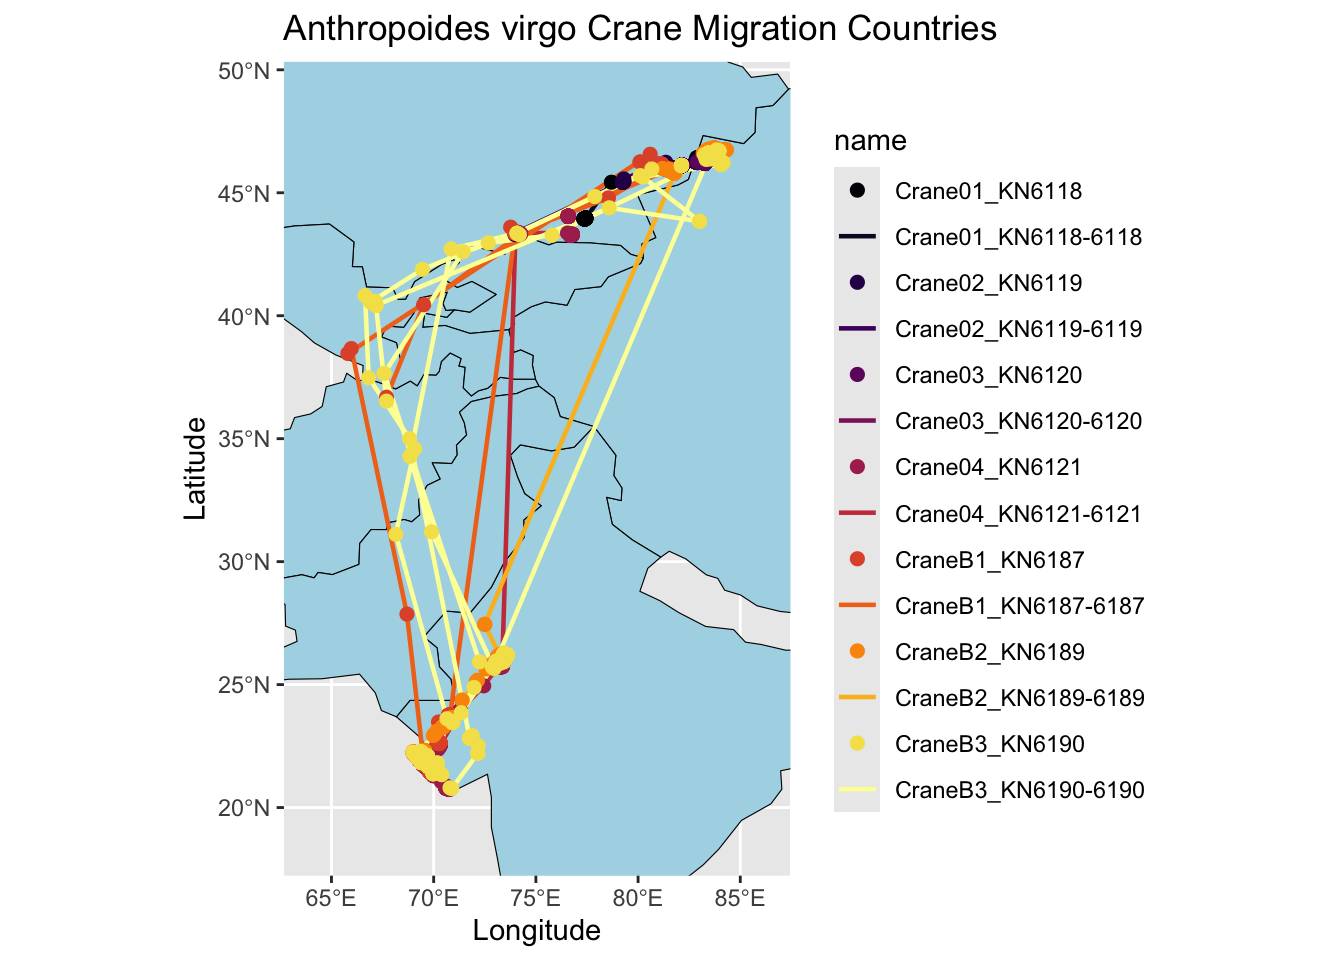 Anthropoides virgo Crane Migration Countries
50°N
45°N
40°N
35°N
30°N
25°N
20°N
Latitude
65°E
70°E
75°E
80°E
85°E
Longitude
name
Crane01_KN6118
Crane01_KN6118-6118
Crane02_KN6119
Crane02_KN6119-6119
Crane03_KN6120
Crane03_KN6120-6120
Crane04_KN6121
Crane04_KN6121-6121
CraneB1_KN6187
CraneB1_KN6187-6187
CraneB2_KN6189
CraneB2_KN6189-6189
CraneB3_KN6190
CraneB3_KN6190-6190